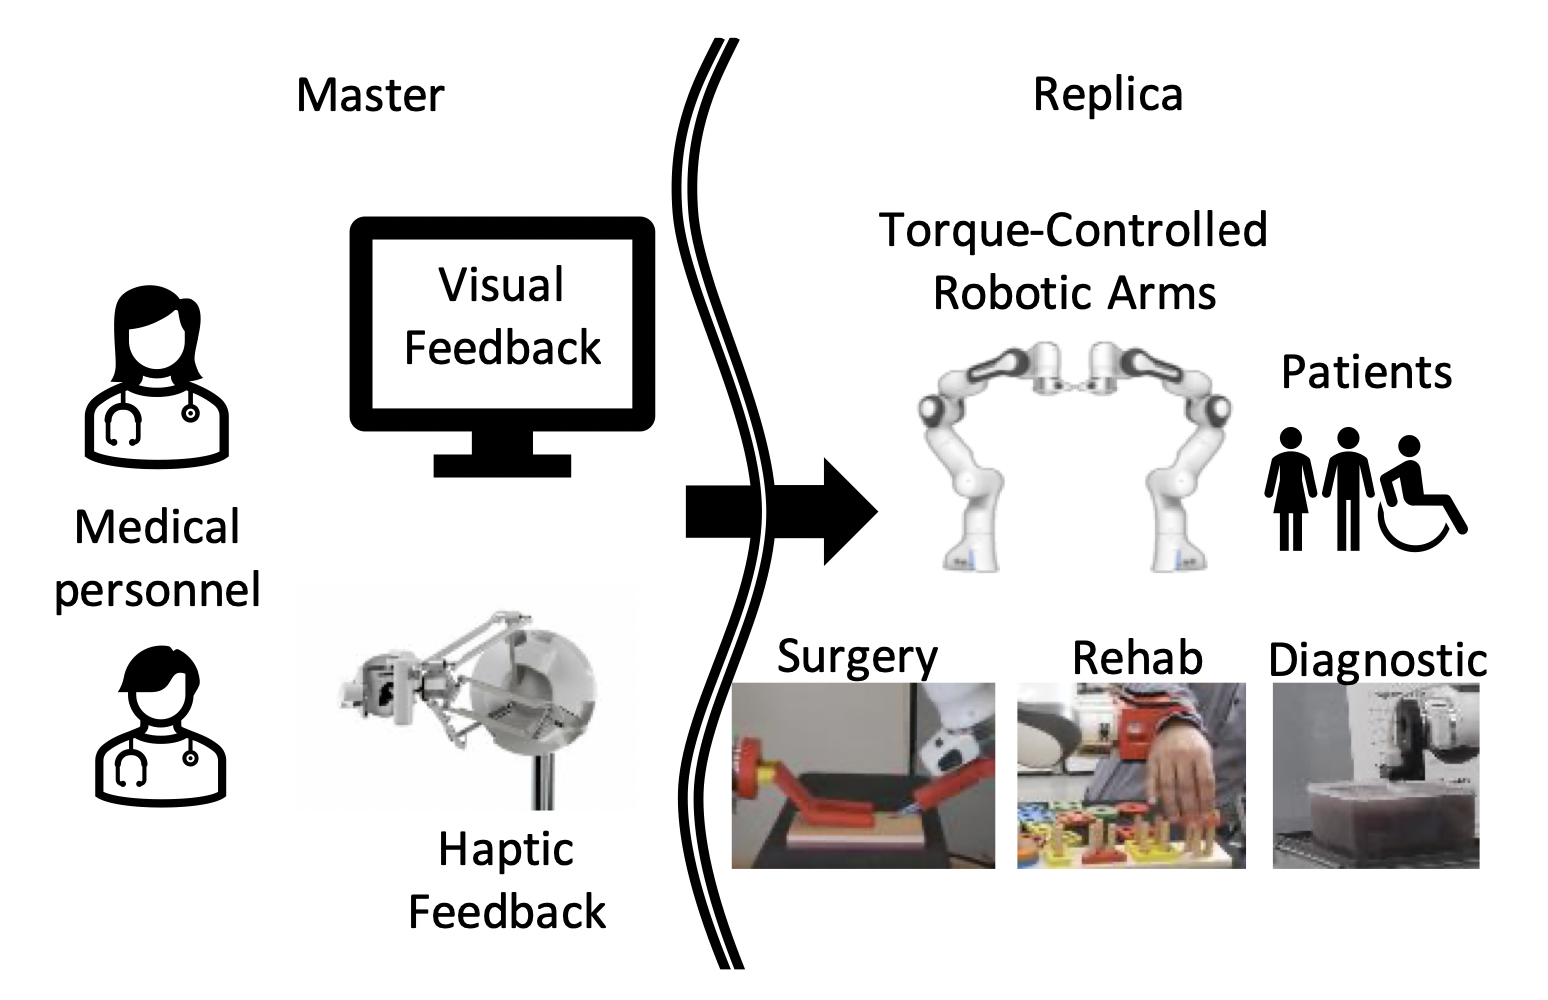 Master
Visual
Feedback
Medical
personnel
Haptic
Feedback
Replica
Torque-Controlled
Robotic Arms
Patients
Surgery
Rehab
Diagnostic